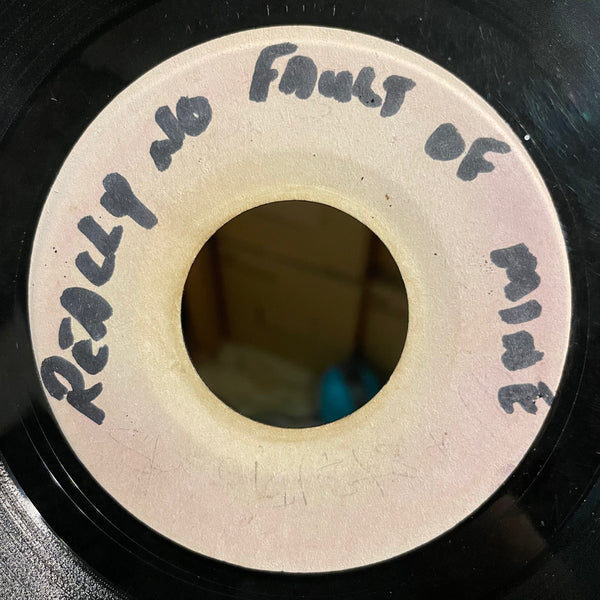 REALLY NO FAULT OF MINE